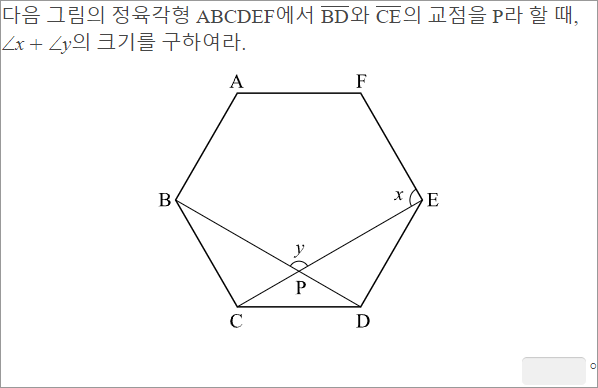 다음 그림의 정육각형 ABCDEF에서 BD와 CE의 교점을 P라 할 때,
∠x + ∠y의 크기를 구하여라.
A F
B x E
y
P
C D
°